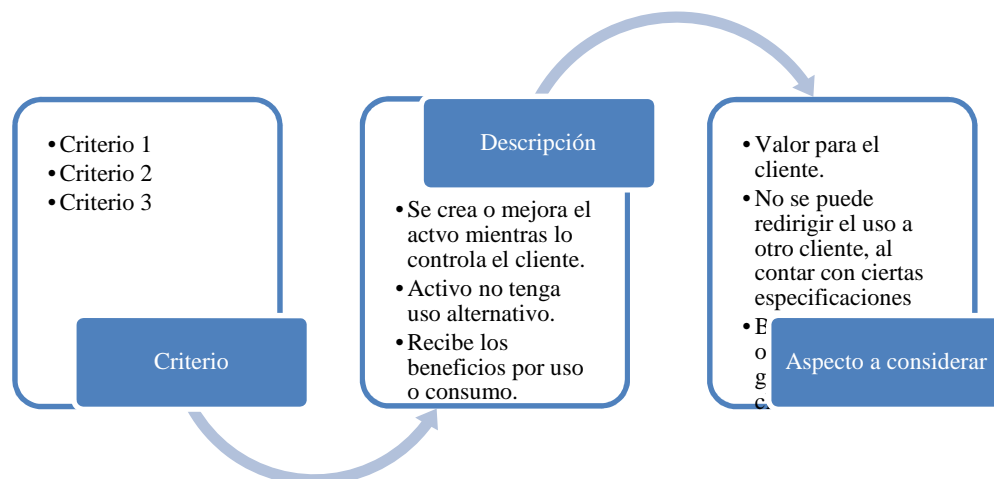 • Criterio 1
• Criterio 2
• Criterio 3
Criterio
Descripción
• Se crea o mejora el
actvo mientras lo
controla el cliente.
• Activo no tenga
uso alternativo.
• Recibe los
beneficios por uso
o consumo.
• Valor para el
cliente.
• No se puede
redirigir el uso a
otro cliente, al
contar con ciertas
especificaciones
Aspecto a considerar